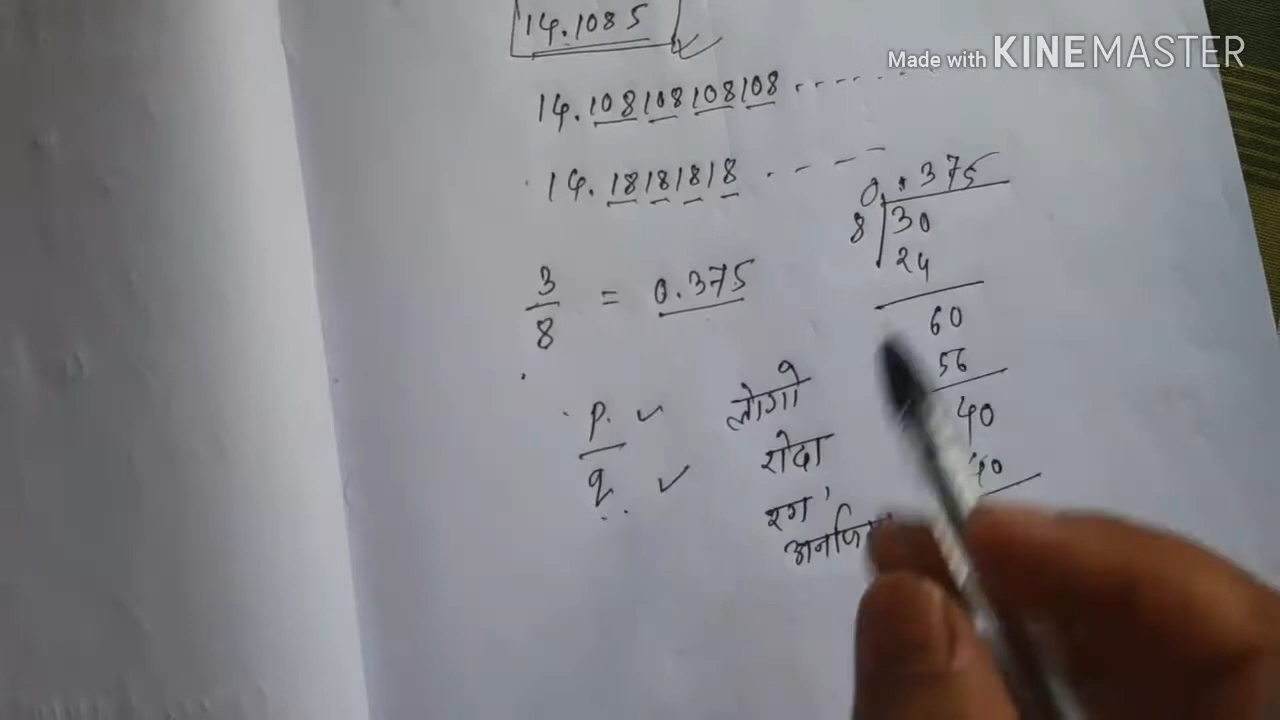 14.1085
Made with KINEMASTER
14.108108108108.......
14.18181818.----
3/8 = 0.375
0.375
8 30
24
60
56
40
40
p. ✓
q ✓
लोगो
रोदा